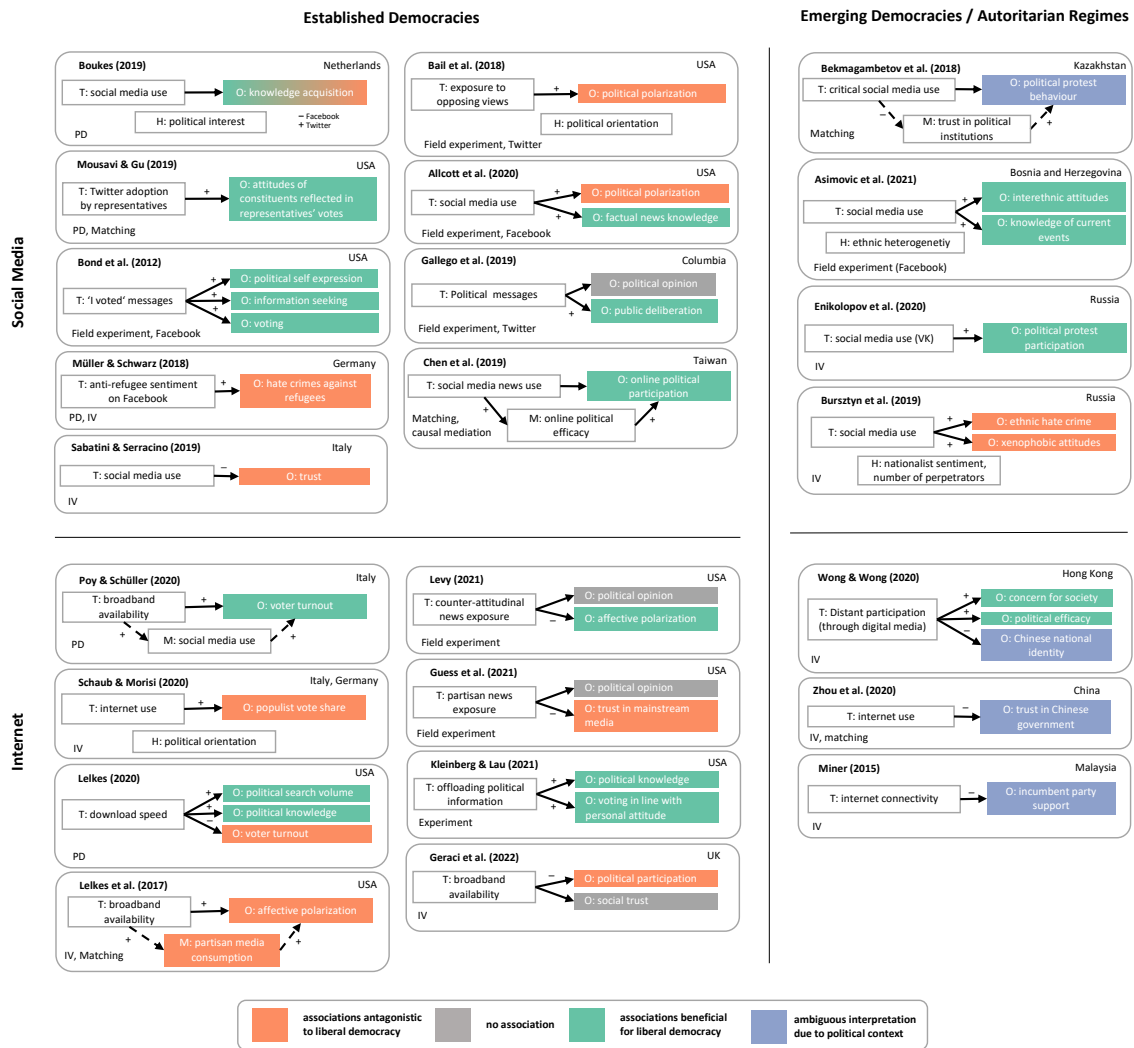 Established Democracies
Emerging Democracies / Autoritarian Regimes
Social Media
Boukes (2019)
Netherlands
T: social media use
O: knowledge acquisition
H: political interest
− Facebook
+ Twitter
PD
Mousavi & Gu (2019)
USA
T: Twitter adoption
by representatives
+
O: attitudes of
constituents reflected in
representatives' votes
PD, Matching
Bond et al. (2012)
USA
T: 'I voted' messages
+
O: political self expression
+
O: information seeking
+
O: voting
Field experiment, Facebook
Müller & Schwarz (2018)
Germany
T: anti-refugee sentiment
on Facebook
+
O: hate crimes against
refugees
PD, IV
Sabatini & Serracino (2019)
Italy
T: social media use
−
O: trust
IV
Bail et al. (2018)
USA
T: exposure to
opposing views
+
O: political polarization
H: political orientation
Field experiment, Twitter
Allcott et al. (2020)
USA
T: social media use
+
O: political polarization
+
O: factual news knowledge
Field experiment, Facebook
Gallego et al. (2019)
Columbia
T: Political messages
O: political opinion
+
O: public deliberation
Field experiment, Twitter
Chen et al. (2019)
Taiwan
T: social media news use
O: online political
participation
+
M: online political
efficacy
+
Matching,
causal mediation
Bekmagambetov et al. (2018)
Kazakhstan
T: critical social media use
O: political protest
behaviour
−
M: trust in political
institutions
+
Matching
Asimovic et al. (2021)
Bosnia and Herzegovina
T: social media use
+
O: interethnic attitudes
+
O: knowledge of current
events
H: ethnic heterogenetiy
Field experiment (Facebook)
Enikolopov et al. (2020)
Russia
T: social media use (VK)
+
O: political protest
participation
IV
Bursztyn et al. (2019)
Russia
T: social media use
+
O: ethnic hate crime
+
O: xenophobic attitudes
H: nationalist sentiment,
number of perpetrators
IV
Internet
Poy & Schüller (2020)
Italy
T: broadband
availability
+
O: voter turnout
+
M: social media use
+
PD
Schaub & Morisi (2020)
Italy, Germany
T: internet use
+
O: populist vote share
H: political orientation
IV
Lelkes (2020)
USA
T: download speed
+
O: political search volume
+
O: political knowledge
−
O: voter turnout
PD
Lelkes et al. (2017)
USA
T: broadband
availability
+
O: affective polarization
+
M: partisan media
consumption
+
IV, Matching
Levy (2021)
USA
T: counter-attitudinal
news exposure
O: political opinion
−
O: affective polarization
Field experiment
Guess et al. (2021)
USA
T: partisan news
exposure
O: political opinion
−
O: trust in mainstream
media
Field experiment
Kleinberg & Lau (2021)
USA
T: offloading political
information
+
O: political knowledge
+
O: voting in line with
personal attitude
Experiment
Geraci et al. (2022)
UK
T: broadband
availability
−
O: political participation
O: social trust
IV
Wong & Wong (2020)
Hong Kong
T: Distant participation
(through digital media)
+
O: concern for society
+
O: political efficacy
−
O: Chinese national
identity
IV
Zhou et al. (2020)
China
T: internet use
−
O: trust in Chinese
government
IV, matching
Miner (2015)
Malaysia
T: internet connectivity
−
O: incumbent party
support
IV
associations antagonistic
to liberal democracy
no association
associations beneficial
for liberal democracy
ambiguous interpretation
due to political context